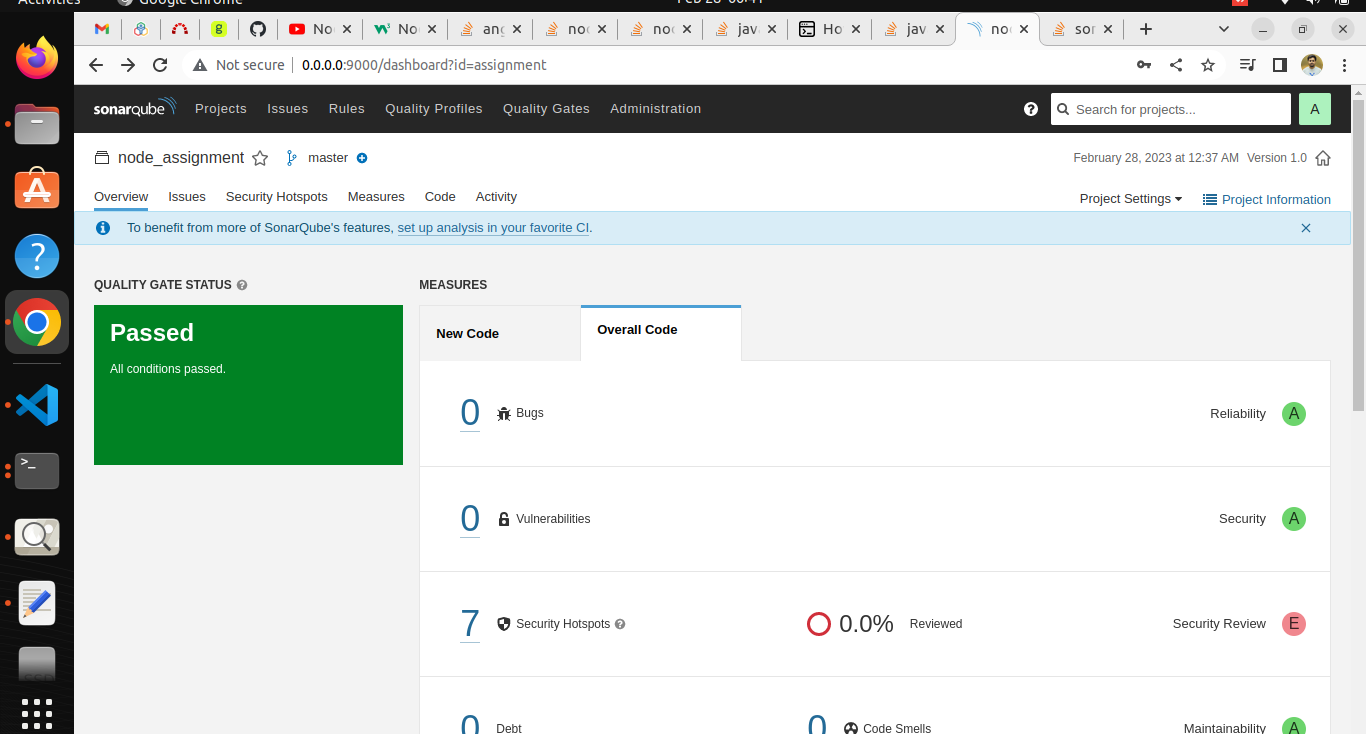 Activities Google Chrome Feb 28 00:41
No W3 No ang noc nod java Ho jav noc sor
Not secure 0.0.0.0:9000/dashboard?id=assignment
sonarqube Projects Issues Rules Quality Profiles Quality Gates Administration ? Search for projects... A
node_assignment master February 28, 2023 at 12:37 AM Version 1.0
Overview Issues Security Hotspots Measures Code Activity Project Settings Project Information
To benefit from more of SonarQube's features, set up analysis in your favorite CI.
QUALITY GATE STATUS ? MEASURES
Passed
All conditions passed.
New Code Overall Code
0 Bugs Reliability A
0 Vulnerabilities Security A
7 Security Hotspots ? 0.0% Reviewed Security Review E
0 Debt 0 Code Smells Maintainability A